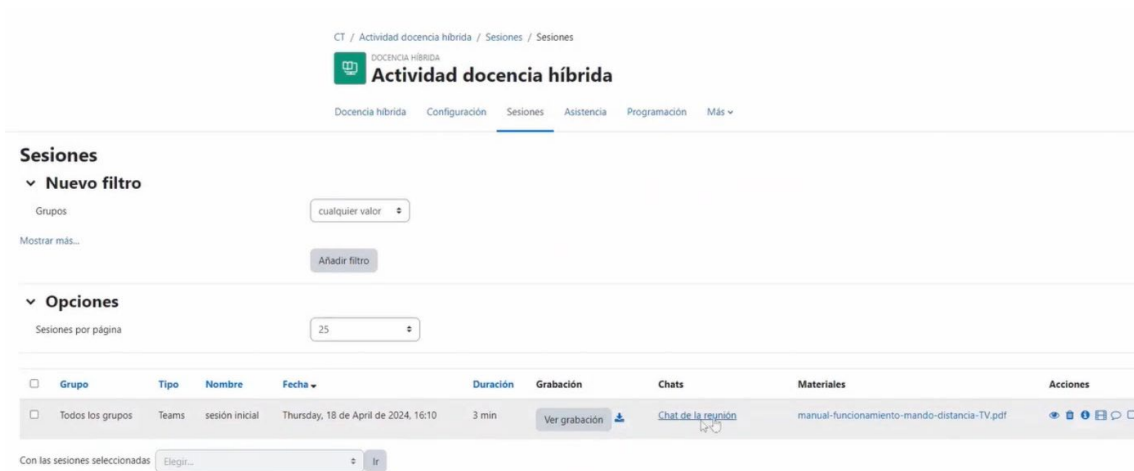 CT / Actividad docencia híbrida / Sesiones / Sesiones
DOCENCIA HÍBRIDA
Actividad docencia híbrida
Docencia híbrida Configuración Sesiones Asistencia Programación Más
Sesiones
Nuevo filtro
Grupos cualquier valor
Mostrar más...
Añadir filtro
Opciones
Sesiones por página 25
Grupo Tipo Nombre Fecha Duración Grabación Chats Materiales Acciones
Todos los grupos Teams sesión inicial Thursday, 18 de April de 2024, 16:10 3 min Ver grabación Chat de la reunión manual-funcionamiento-mando-distancia-TV.pdf
Con las sesiones seleccionadas Elegir... Ir